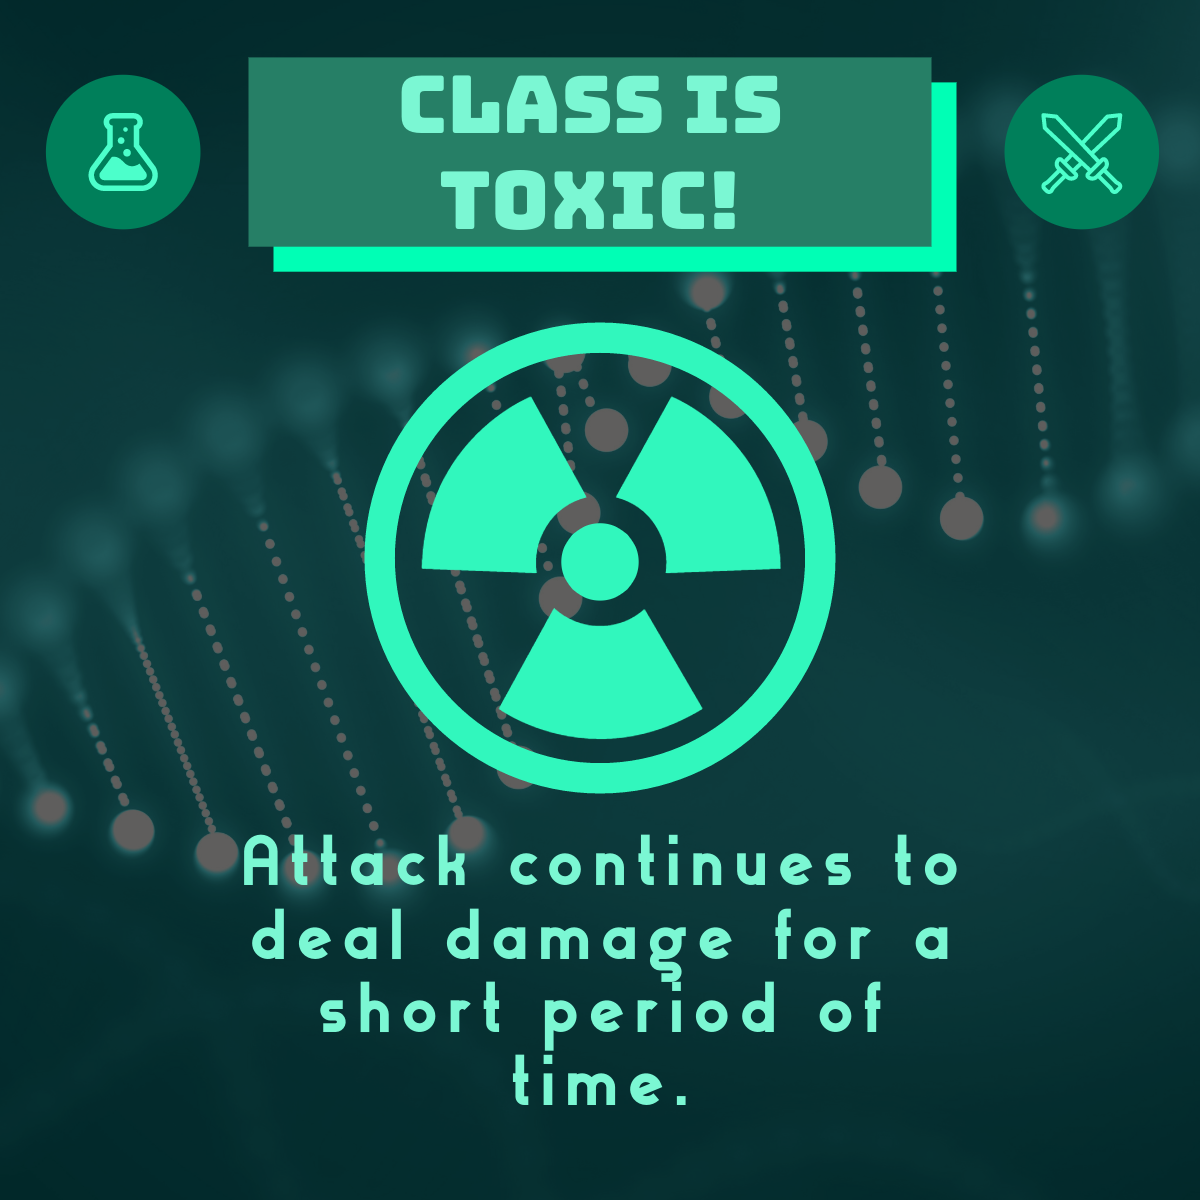 CLASS IS
TOXIC!
Attack continues to
deal damage for a
short period of
time.